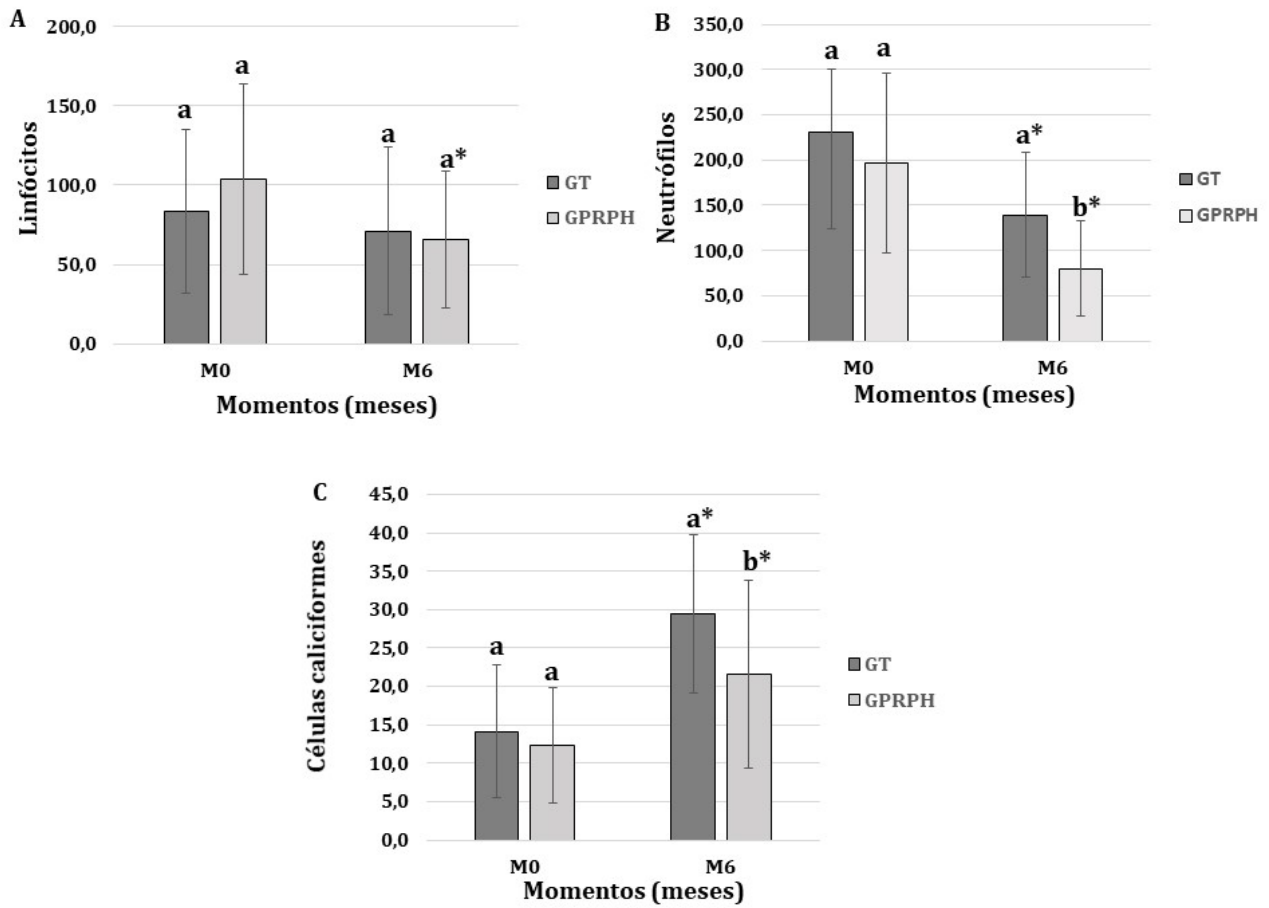 A
Linfócitos
200,0
150,0
100,0
50,0
0,0
a
a
a
a*
M0
M6
Momentos (meses)
GT
GPRPH
B
Neutrófilos
350,0
300,0
250,0
200,0
150,0
100,0
50,0
0,0
a
a
a*
b*
M0
M6
Momentos (meses)
GT
GPRPH
C
Células caliciformes
45,0
40,0
35,0
30,0
25,0
20,0
15,0
10,0
5,0
0,0
a
a
a*
b*
M0
M6
Momentos (meses)
GT
GPRPH